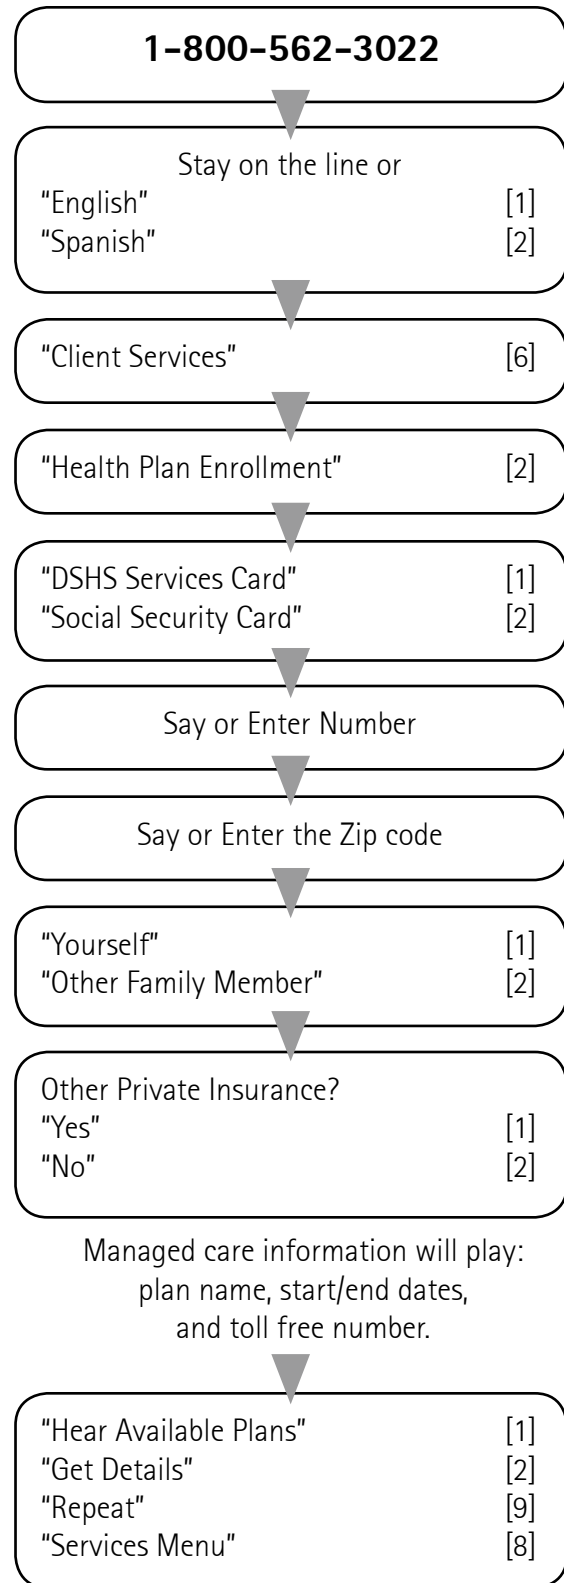 1-800-562-3022
Stay on the line or
"English" [1]
"Spanish" [2]
"Client Services" [6]
"Health Plan Enrollment" [2]
"DSHS Services Card" [1]
"Social Security Card" [2]
Say or Enter Number
Say or Enter the Zip code
"Yourself" [1]
"Other Family Member" [2]
Other Private Insurance?
"Yes" [1]
"No" [2]
Managed care information will play:
plan name, start/end dates,
and toll free number.
"Hear Available Plans" [1]
"Get Details" [2]
"Repeat" [9]
"Services Menu" [8]